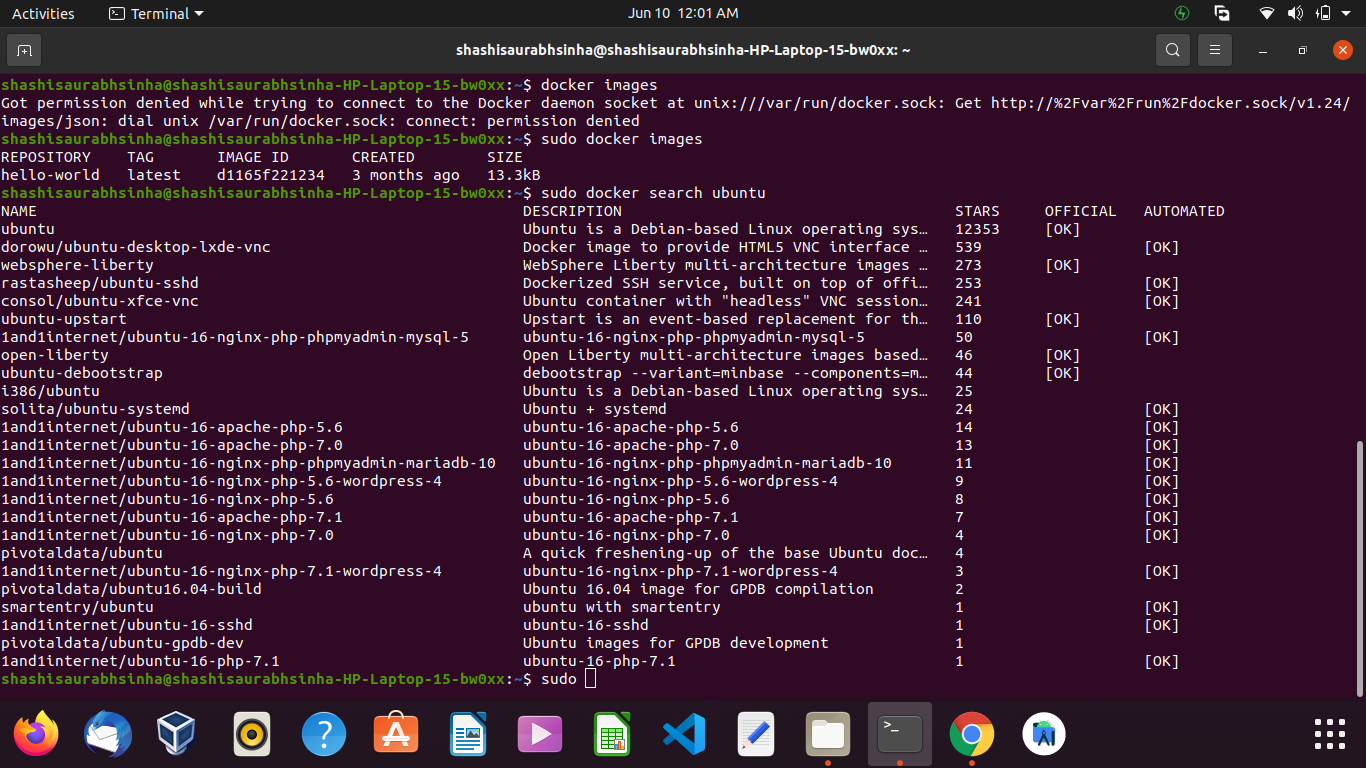 Activities Terminal Jun 10 12:01 AM
shashisaurabhsinha@shashisaurabhsinha-HP-Laptop-15-bw0xx: ~
shashisaurabhsinha@shashisaurabhsinha-HP-Laptop-15-bw0xx:~$ docker images
Got permission denied while trying to connect to the Docker daemon socket at unix:///var/run/docker.sock: Get http://%2Fvar%2Frun%2Fdocker.sock/v1.24/
images/json: dial unix /var/run/docker.sock: connect: permission denied
shashisaurabhsinha@shashisaurabhsinha-HP-Laptop-15-bw0xx:~$ sudo docker images
REPOSITORY TAG IMAGE ID CREATED SIZE
hello-world latest d1165f221234 3 months ago 13.3kB
shashisaurabhsinha@shashisaurabhsinha-HP-Laptop-15-bw0xx:~$ sudo docker search ubuntu
NAME DESCRIPTION STARS OFFICIAL AUTOMATED
ubuntu Ubuntu is a Debian-based Linux operating sys… 12353 [OK]
dorowu/ubuntu-desktop-lxde-vnc Docker image to provide HTML5 VNC interface … 539 [OK]
websphere-liberty WebSphere Liberty multi-architecture images … 273 [OK]
rastasheep/ubuntu-sshd Dockerized SSH service, built on top of offi… 253 [OK]
consol/ubuntu-xfce-vnc Ubuntu container with "headless" VNC session… 241 [OK]
ubuntu-upstart Upstart is an event-based replacement for th… 110 [OK]
1and1internet/ubuntu-16-nginx-php-phpmyadmin-mysql-5 ubuntu-16-nginx-php-phpmyadmin-mysql-5 50 [OK]
open-liberty Open Liberty multi-architecture images based… 46 [OK]
ubuntu-debootstrap debootstrap --variant=minbase --components=m… 44 [OK]
i386/ubuntu Ubuntu is a Debian-based Linux operating sys… 25
solita/ubuntu-systemd Ubuntu + systemd 24 [OK]
1and1internet/ubuntu-16-apache-php-5.6 ubuntu-16-apache-php-5.6 14 [OK]
1and1internet/ubuntu-16-apache-php-7.0 ubuntu-16-apache-php-7.0 13 [OK]
1and1internet/ubuntu-16-nginx-php-phpmyadmin-mariadb-10 ubuntu-16-nginx-php-phpmyadmin-mariadb-10 11 [OK]
1and1internet/ubuntu-16-nginx-php-5.6-wordpress-4 ubuntu-16-nginx-php-5.6-wordpress-4 9 [OK]
1and1internet/ubuntu-16-nginx-php-5.6 ubuntu-16-nginx-php-5.6 8 [OK]
1and1internet/ubuntu-16-apache-php-7.1 ubuntu-16-apache-php-7.1 7 [OK]
1and1internet/ubuntu-16-nginx-php-7.0 ubuntu-16-nginx-php-7.0 4 [OK]
pivotaldata/ubuntu A quick freshening-up of the base Ubuntu doc… 4
1and1internet/ubuntu-16-nginx-php-7.1-wordpress-4 ubuntu-16-nginx-php-7.1-wordpress-4 3 [OK]
pivotaldata/ubuntu16.04-build Ubuntu 16.04 image for GPDB compilation 2
smartentry/ubuntu ubuntu with smartentry 1 [OK]
1and1internet/ubuntu-16-sshd ubuntu-16-sshd 1 [OK]
pivotaldata/ubuntu-gpdb-dev Ubuntu images for GPDB development 1
1and1internet/ubuntu-16-php-7.1 ubuntu-16-php-7.1 1 [OK]
shashisaurabhsinha@shashisaurabhsinha-HP-Laptop-15-bw0xx:~$ sudo